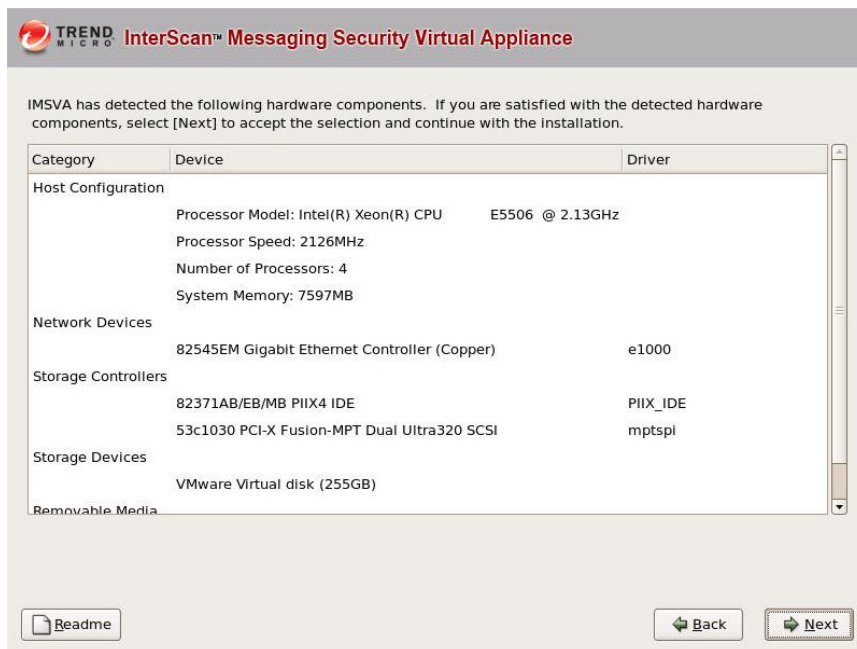 TREND MICRO InterScan™ Messaging Security Virtual Appliance
IMSVA has detected the following hardware components. If you are satisfied with the detected hardware
components, select [Next] to accept the selection and continue with the installation.
Category Device Driver
Host Configuration
Processor Model: Intel(R) Xeon(R) CPU E5506 @ 2.13GHz
Processor Speed: 2126MHz
Number of Processors: 4
System Memory: 7597MB
Network Devices
82545EM Gigabit Ethernet Controller (Copper) e1000
Storage Controllers
82371AB/EB/MB PIIX4 IDE PIIX_IDE
53c1030 PCI-X Fusion-MPT Dual Ultra320 SCSI mptspi
Storage Devices
VMware Virtual disk (255GB)
Removable Media
Readme Back Next